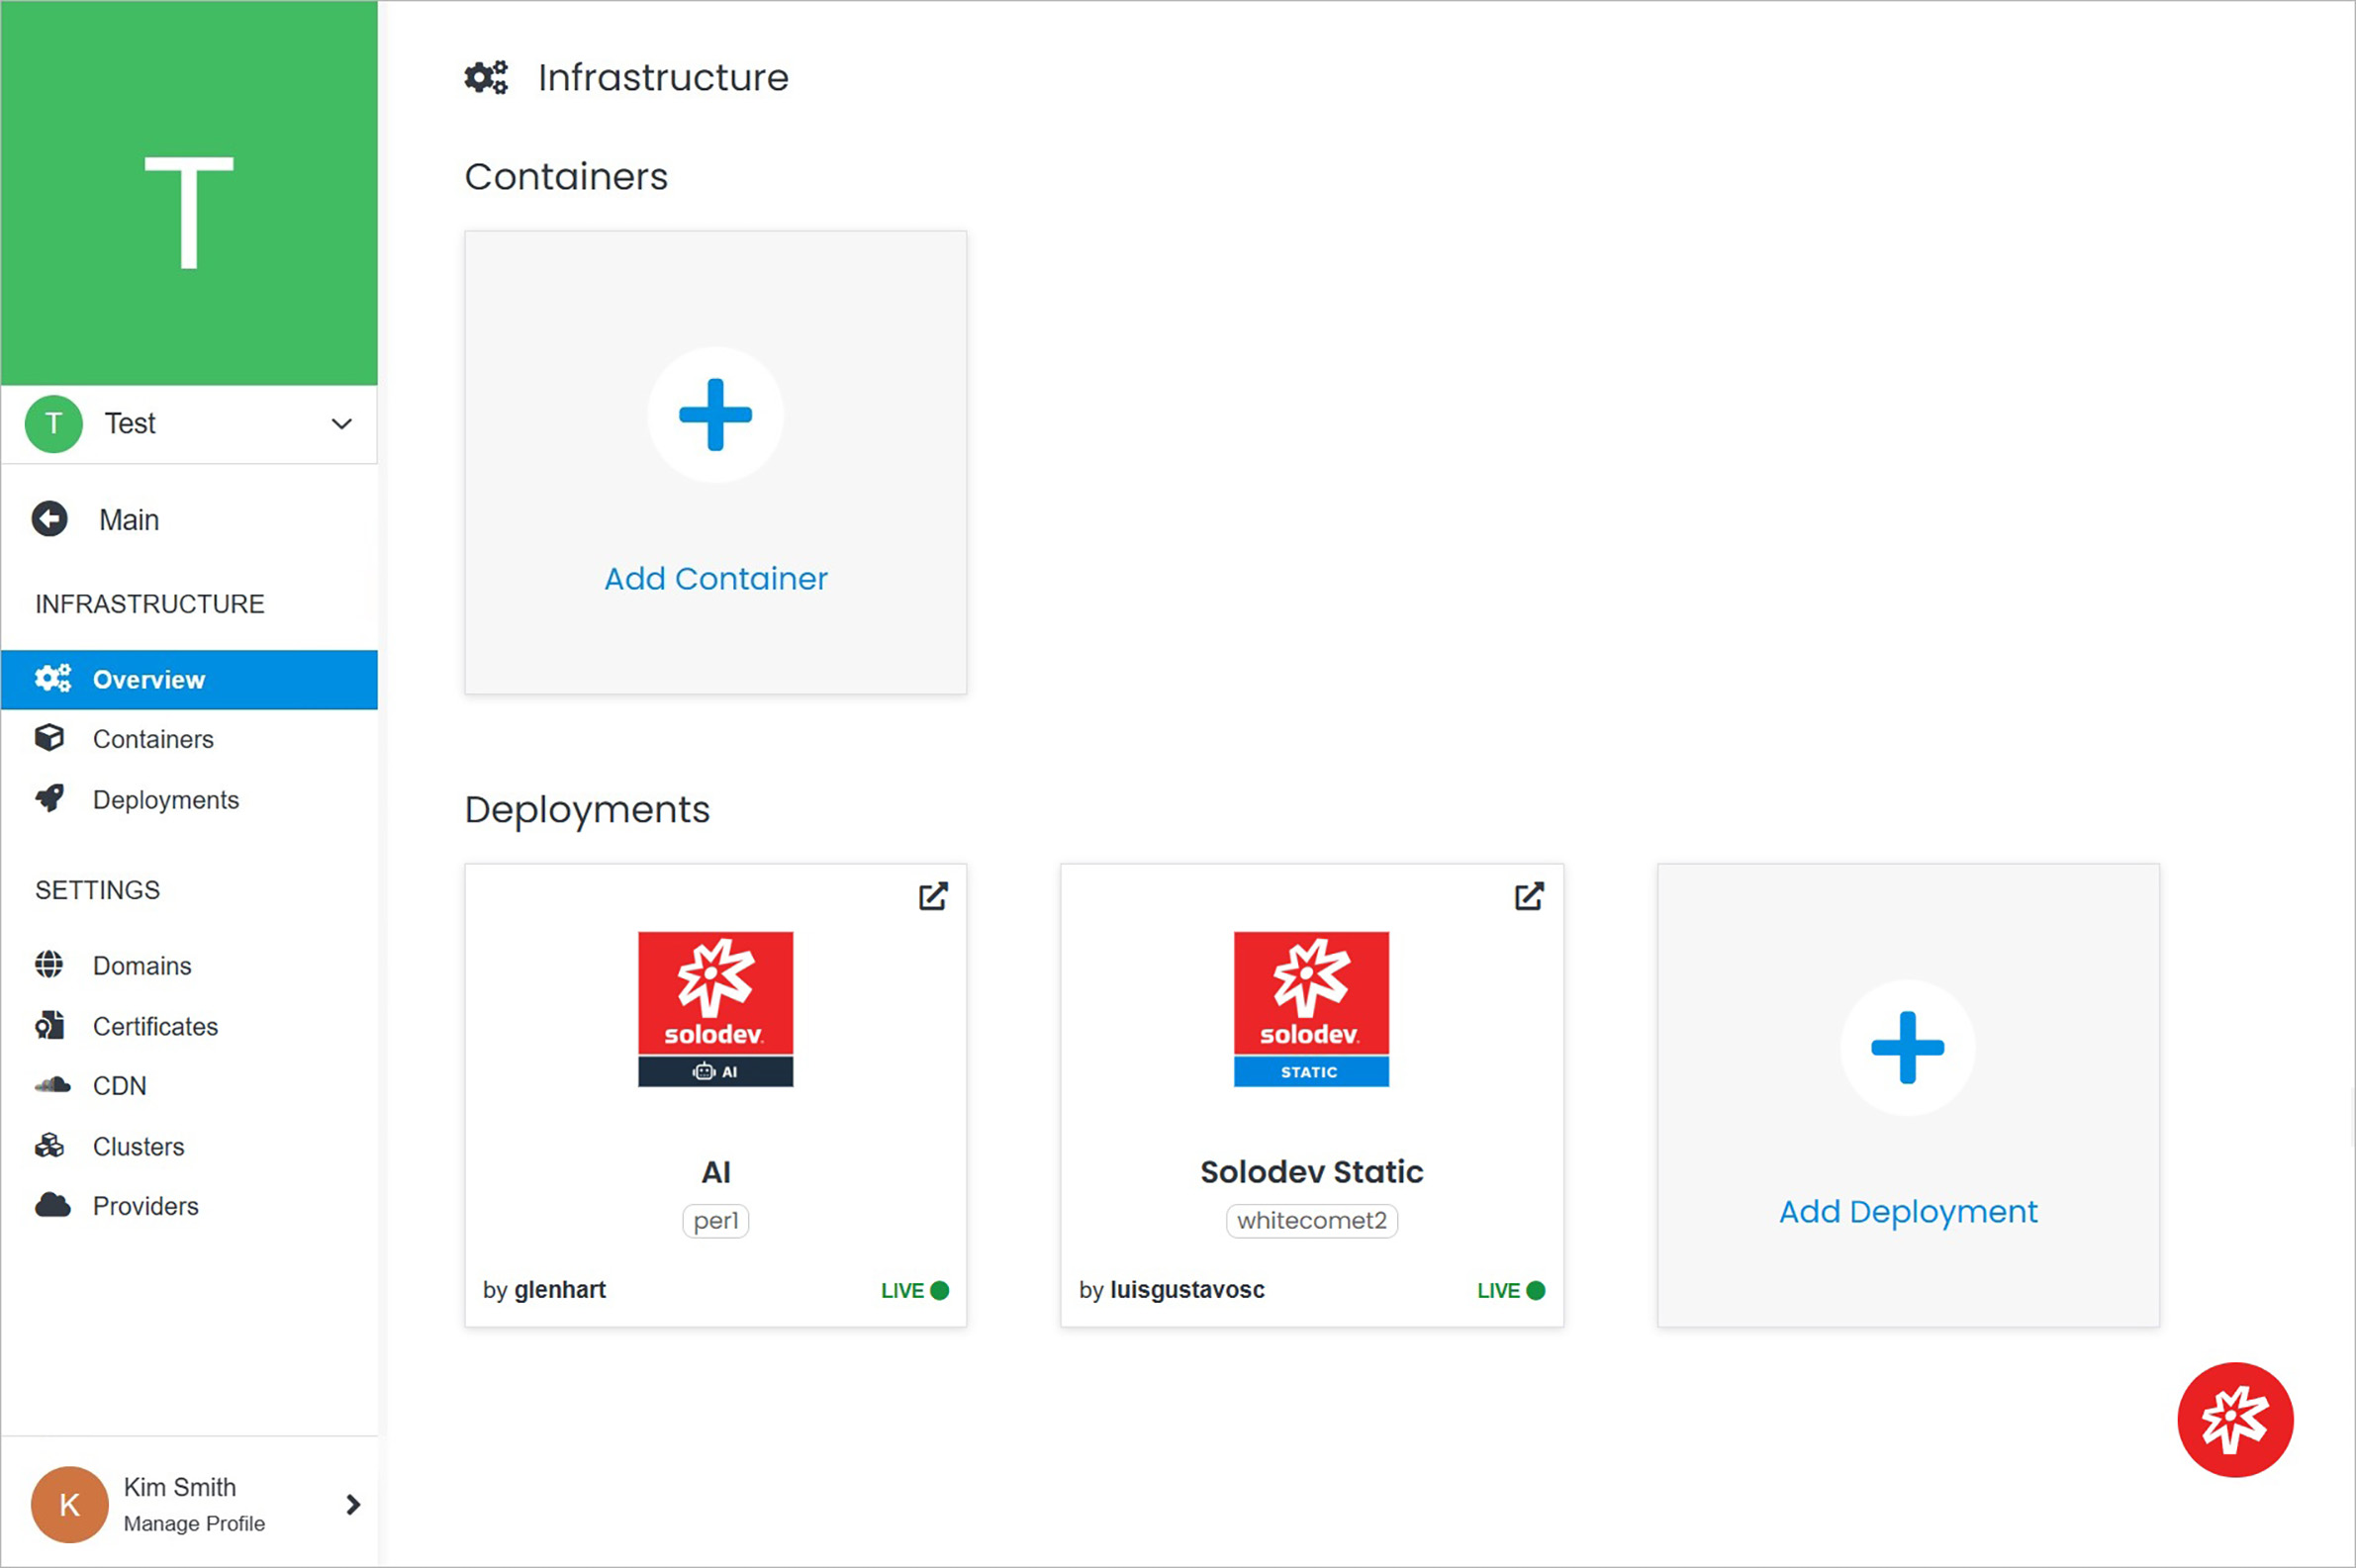 T
T Test
Main
INFRASTRUCTURE
Overview
Containers
Deployments
SETTINGS
Domains
Certificates
CDN
Clusters
Providers
K
Kim Smith
Manage Profile
Infrastructure
Containers
Add Container
Deployments
solodev
AI
AI
per1
by glenhart LIVE
solodev
STATIC
Solodev Static
whitecomet2
by luisgustavosc LIVE
Add Deployment